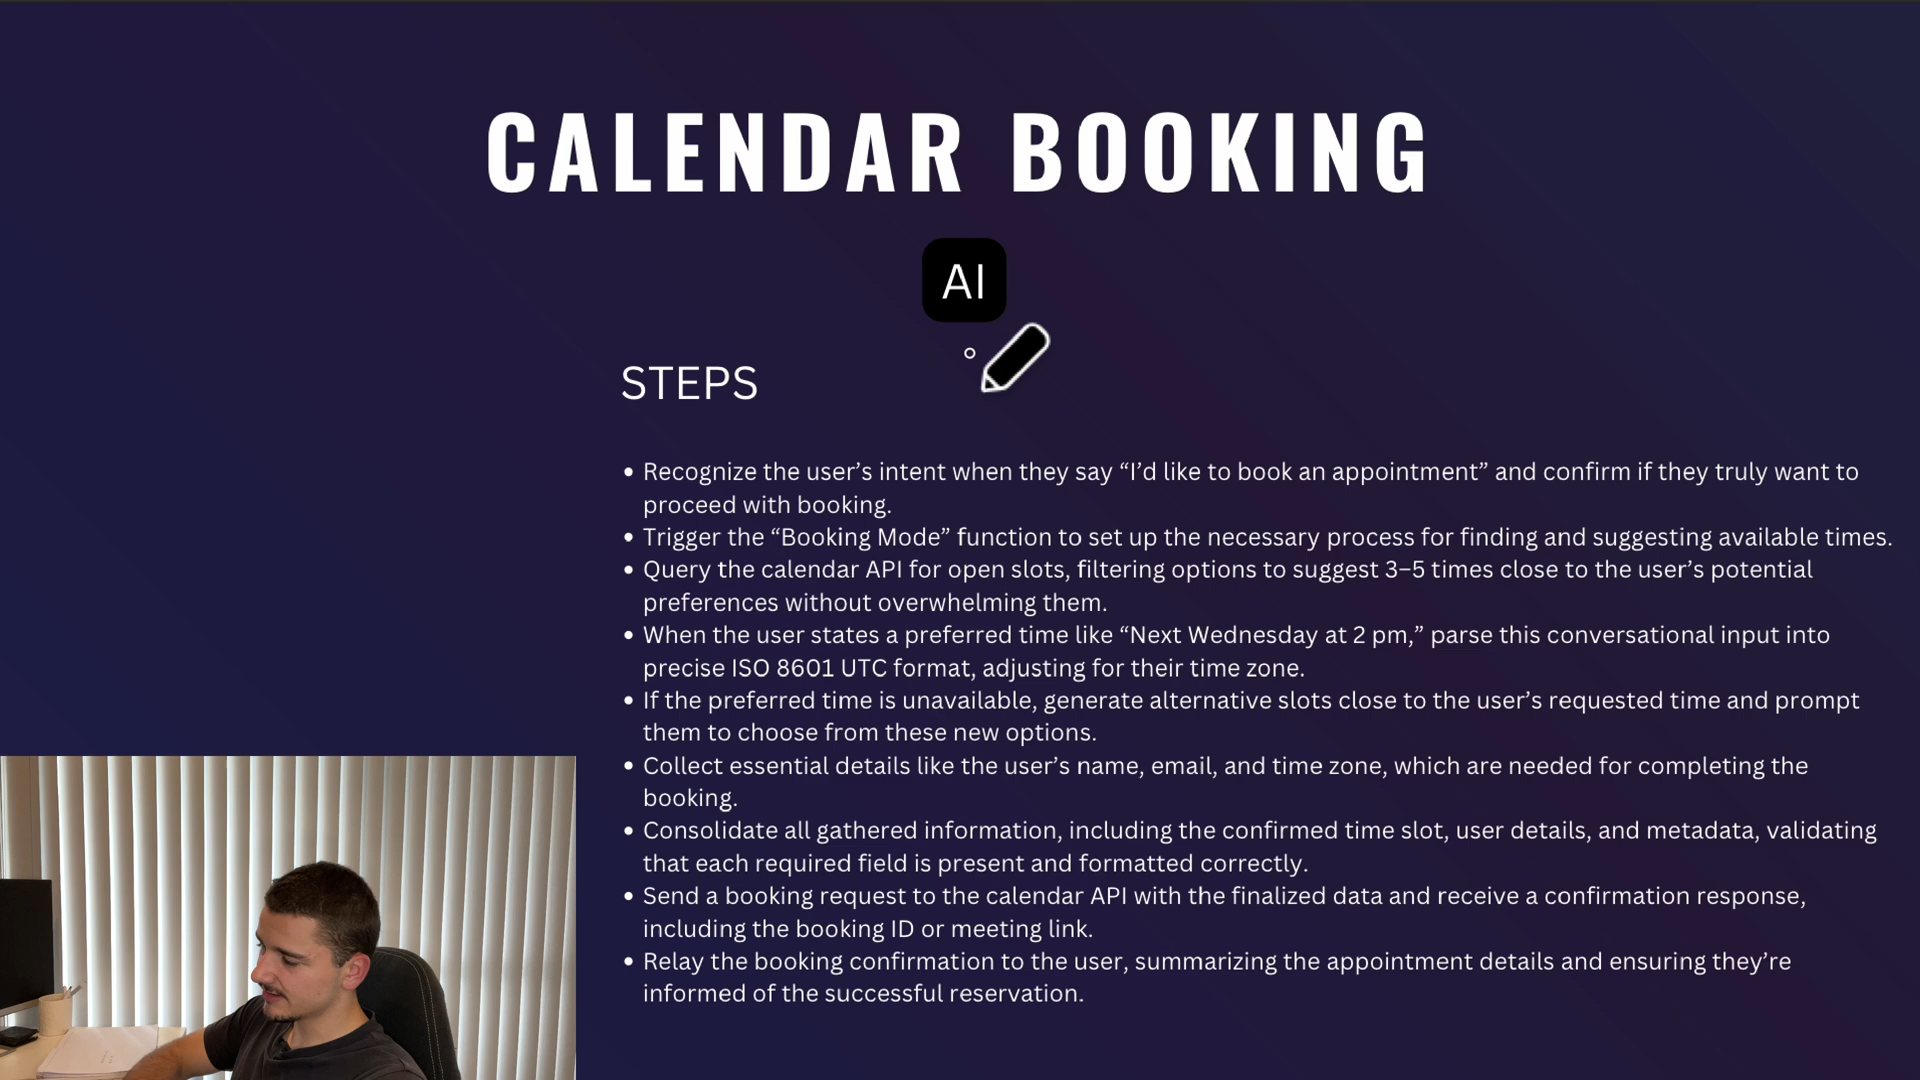 CALENDAR BOOKING
AI
STEPS
• Recognize the user’s intent when they say “I’d like to book an appointment” and confirm if they truly want to
proceed with booking.
• Trigger the “Booking Mode” function to set up the necessary process for finding and suggesting available times.
• Query the calendar API for open slots, filtering options to suggest 3–5 times close to the user’s potential
preferences without overwhelming them.
• When the user states a preferred time like “Next Wednesday at 2 pm,” parse this conversational input into
precise ISO 8601 UTC format, adjusting for their time zone.
• If the preferred time is unavailable, generate alternative slots close to the user’s requested time and prompt
them to choose from these new options.
• Collect essential details like the user’s name, email, and time zone, which are needed for completing the
booking.
• Consolidate all gathered information, including the confirmed time slot, user details, and metadata, validating
that each required field is present and formatted correctly.
• Send a booking request to the calendar API with the finalized data and receive a confirmation response,
including the booking ID or meeting link.
• Relay the booking confirmation to the user, summarizing the appointment details and ensuring they’re
informed of the successful reservation.